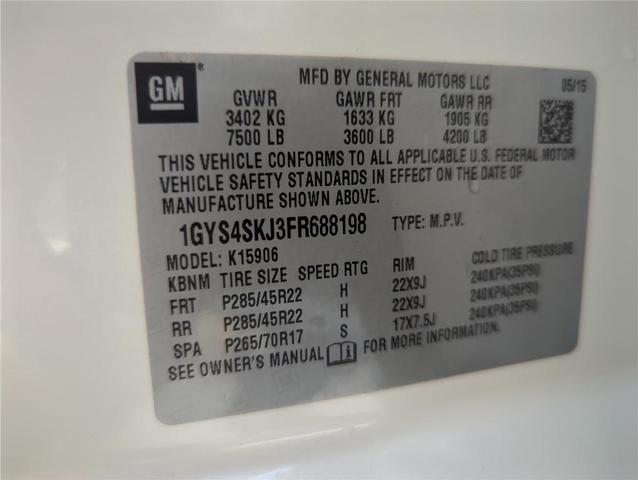 GM ®
MFD BY GENERAL MOTORS LLC 05/15
GVWR GAWR FRT GAWR RR
3402 KG 1633 KG 1905 KG
7500 LB 3600 LB 4200 LB
THIS VEHICLE CONFORMS TO ALL APPLICABLE U.S. FEDERAL MOTOR
VEHICLE SAFETY STANDARDS IN EFFECT ON THE DATE OF
MANUFACTURE SHOWN ABOVE.
1GYS4SKJ3FR688198 TYPE: M.P.V.
MODEL: K15906
KBNM TIRE SIZE SPEED RTG RIM COLD TIRE PRESSURE
FRT P285/45R22 H 22X9J 240KPA(35PSI)
RR P285/45R22 H 22X9J 240KPA(35PSI)
SPA P265/70R17 S 17X7.5J 240KPA(35PSI)
SEE OWNER'S MANUAL FOR MORE INFORMATION.